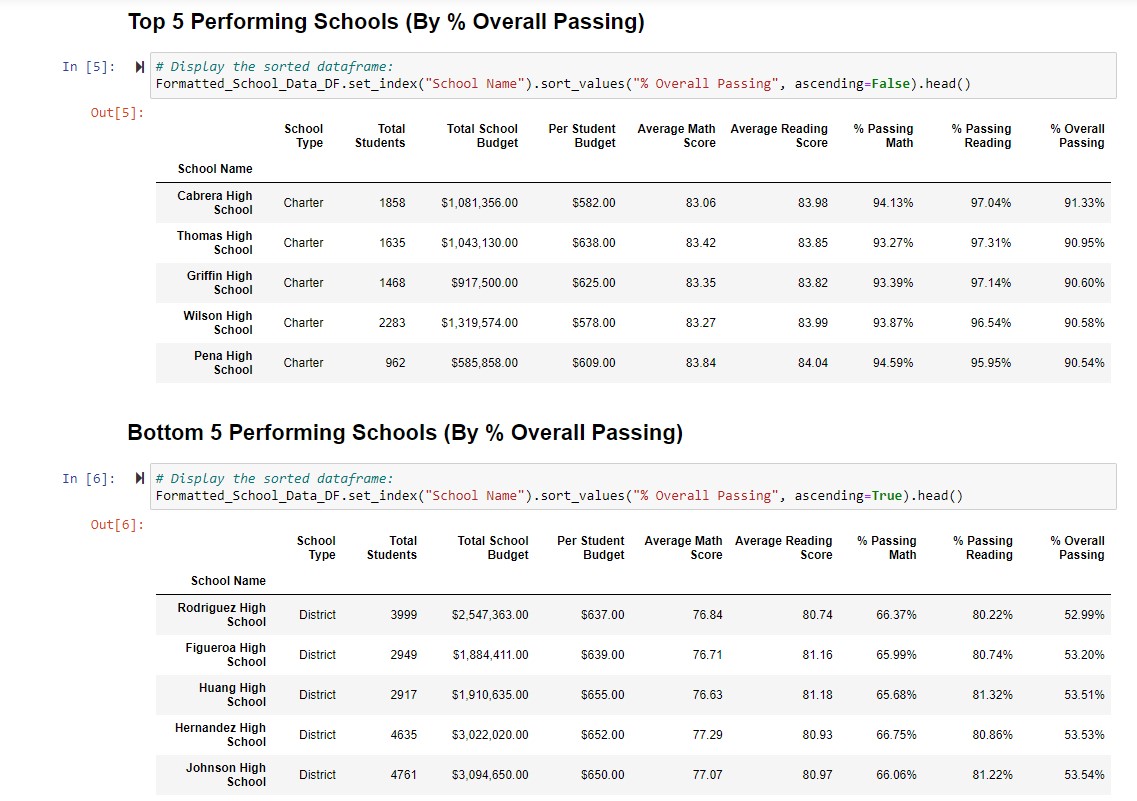 Top 5 Performing Schools (By % Overall Passing)
In [5]:
# Display the sorted dataframe:
Formatted_School_Data_DF.set_index("School Name").sort_values("% Overall Passing", ascending=False).head()
Out[5]:
School Type Total Students Total School Budget Per Student Budget Average Math Score Average Reading Score % Passing Math % Passing Reading % Overall Passing
School Name
Cabrera High School Charter 1858 $1,081,356.00 $582.00 83.06 83.98 94.13% 97.04% 91.33%
Thomas High School Charter 1635 $1,043,130.00 $638.00 83.42 83.85 93.27% 97.31% 90.95%
Griffin High School Charter 1468 $917,500.00 $625.00 83.35 83.82 93.39% 97.14% 90.60%
Wilson High School Charter 2283 $1,319,574.00 $578.00 83.27 83.99 93.87% 96.54% 90.58%
Pena High School Charter 962 $585,858.00 $609.00 83.84 84.04 94.59% 95.95% 90.54%
Bottom 5 Performing Schools (By % Overall Passing)
In [6]:
# Display the sorted dataframe:
Formatted_School_Data_DF.set_index("School Name").sort_values("% Overall Passing", ascending=True).head()
Out[6]:
School Type Total Students Total School Budget Per Student Budget Average Math Score Average Reading Score % Passing Math % Passing Reading % Overall Passing
School Name
Rodriguez High School District 3999 $2,547,363.00 $637.00 76.84 80.74 66.37% 80.22% 52.99%
Figueroa High School District 2949 $1,884,411.00 $639.00 76.71 81.16 65.99% 80.74% 53.20%
Huang High School District 2917 $1,910,635.00 $655.00 76.63 81.18 65.68% 81.32% 53.51%
Hernandez High School District 4635 $3,022,020.00 $652.00 77.29 80.93 66.75% 80.86% 53.53%
Johnson High School District 4761 $3,094,650.00 $650.00 77.07 80.97 66.06% 81.22% 53.54%